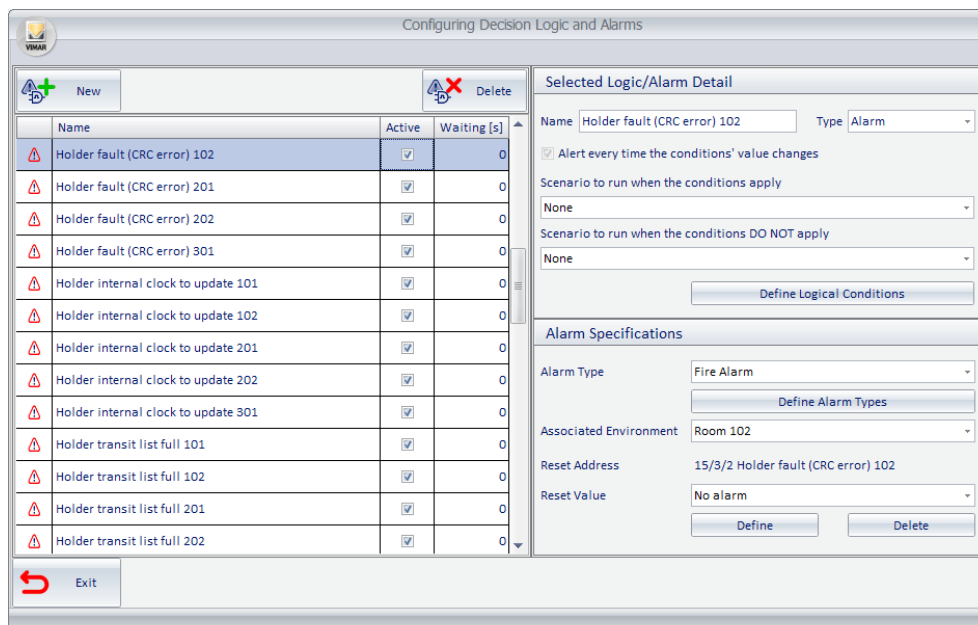 Configuring Decision Logic and Alarms
VIMAR
New
Delete
Name Active Waiting [s]
Holder fault (CRC error) 102 0
Holder fault (CRC error) 201 0
Holder fault (CRC error) 202 0
Holder fault (CRC error) 301 0
Holder internal clock to update 101 0
Holder internal clock to update 102 0
Holder internal clock to update 201 0
Holder internal clock to update 202 0
Holder internal clock to update 301 0
Holder transit list full 101 0
Holder transit list full 102 0
Holder transit list full 201 0
Holder transit list full 202 0
Exit
Selected Logic/Alarm Detail
Name Holder fault (CRC error) 102 Type Alarm
Alert every time the conditions' value changes
Scenario to run when the conditions apply
None
Scenario to run when the conditions DO NOT apply
None
Define Logical Conditions
Alarm Specifications
Alarm Type Fire Alarm
Define Alarm Types
Associated Environment Room 102
Reset Address 15/3/2 Holder fault (CRC error) 102
Reset Value No alarm
Define Delete